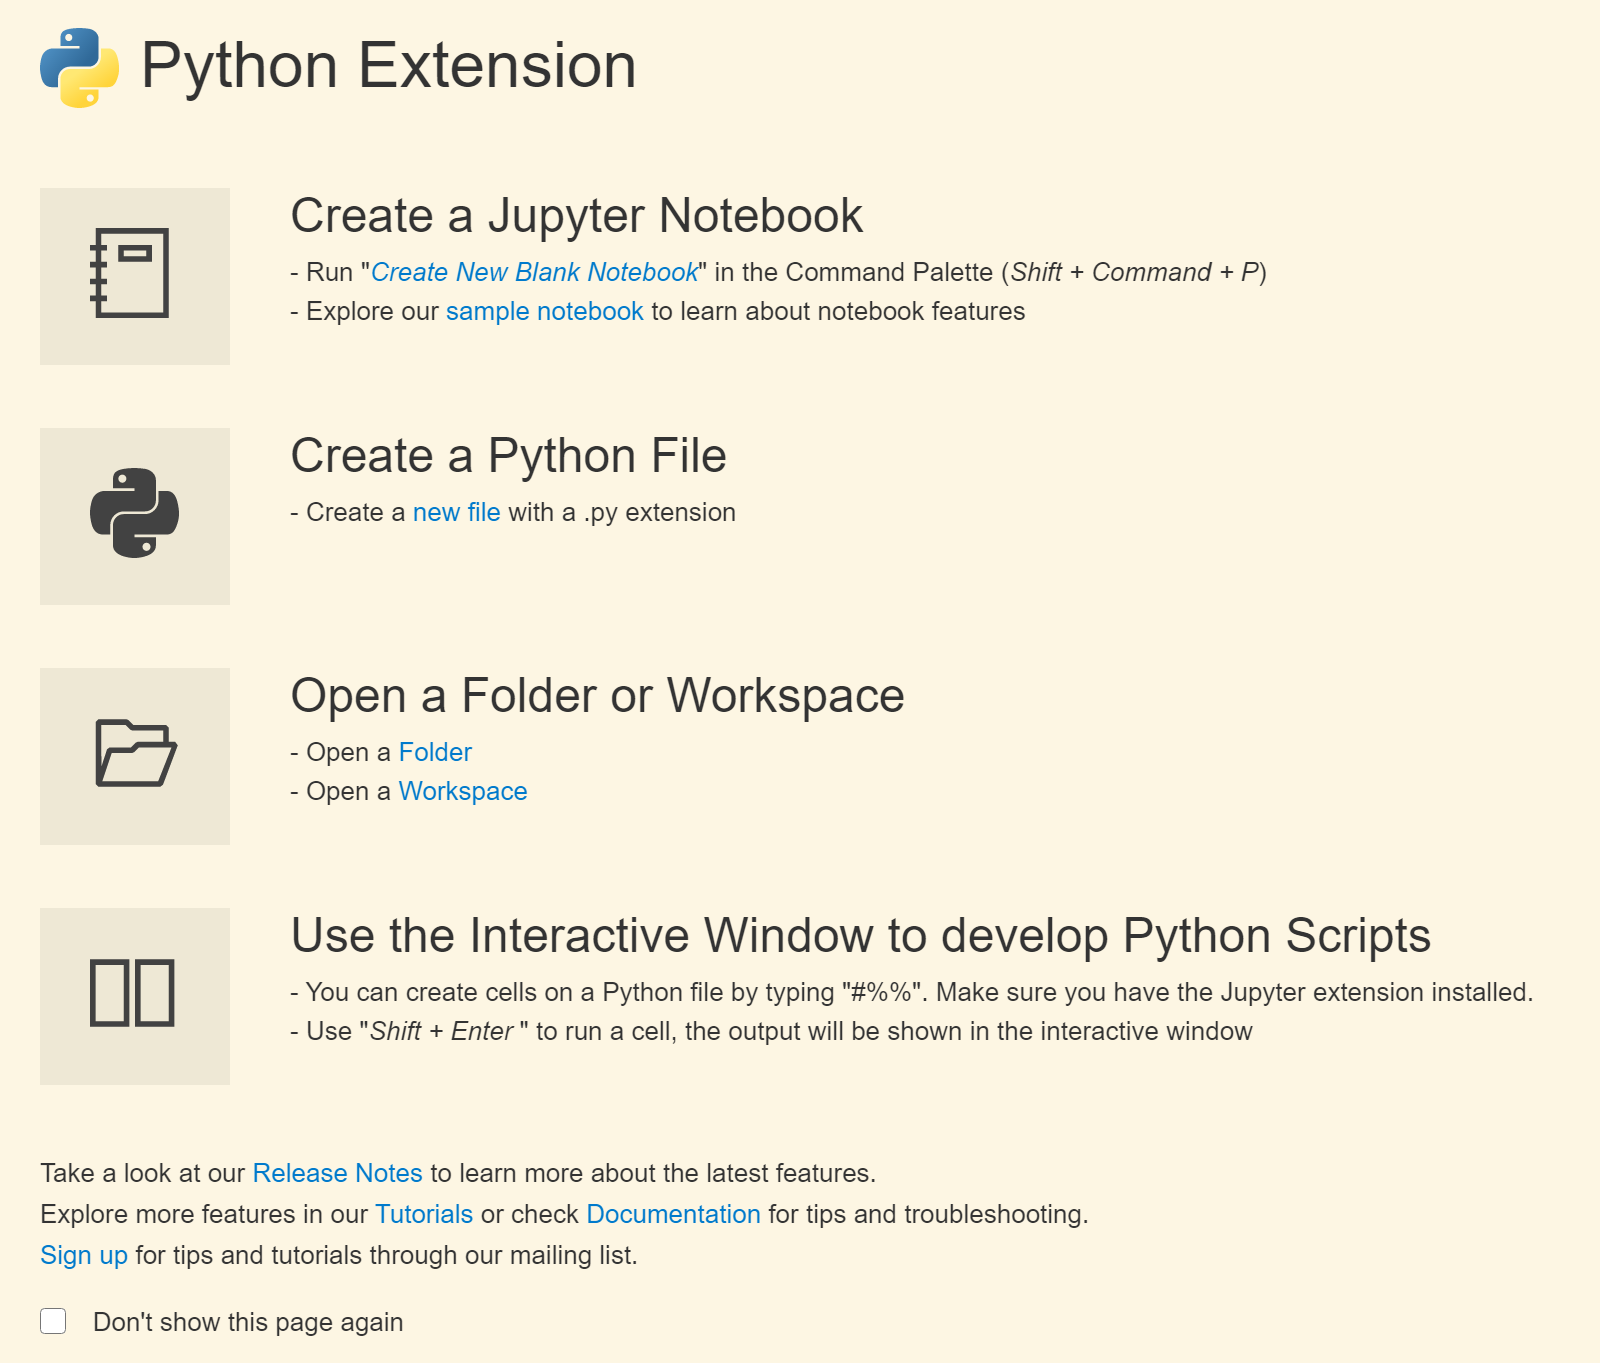 Python Extension
Create a Jupyter Notebook
- Run "Create New Blank Notebook" in the Command Palette (Shift + Command + P)
- Explore our sample notebook to learn about notebook features
Create a Python File
- Create a new file with a .py extension
Open a Folder or Workspace
- Open a Folder
- Open a Workspace
Use the Interactive Window to develop Python Scripts
- You can create cells on a Python file by typing "#%%". Make sure you have the Jupyter extension installed.
- Use "Shift + Enter " to run a cell, the output will be shown in the interactive window
Take a look at our Release Notes to learn more about the latest features.
Explore more features in our Tutorials or check Documentation for tips and troubleshooting.
Sign up for tips and tutorials through our mailing list.
Don't show this page again